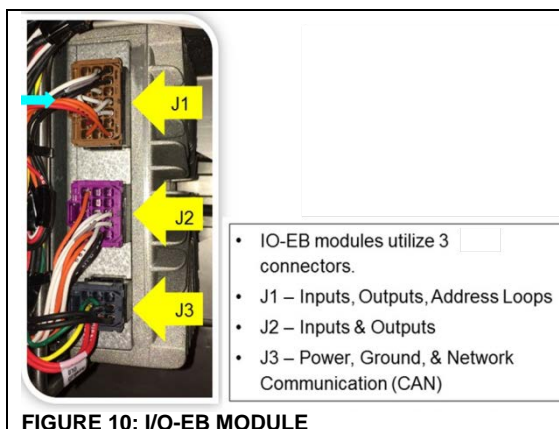 J1
J2
J3
• IO-EB modules utilize 3
connectors.
• J1 – Inputs, Outputs, Address Loops
• J2 – Inputs & Outputs
• J3 – Power, Ground, & Network
Communication (CAN)
FIGURE 10: I/O-EB MODULE